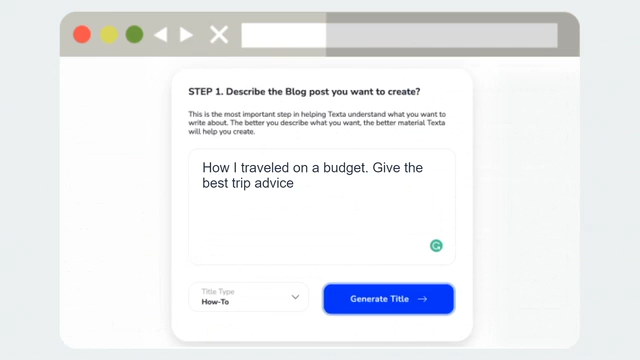 STEP 1. Describe the Blog post you want to create?
This is the most important step in helping Texta understand what you want to
write about. The better you describe what you want, the better material Texta
will help you create.
How I traveled on a budget. Give the
best trip advice
Title Type
How-To
Generate Title